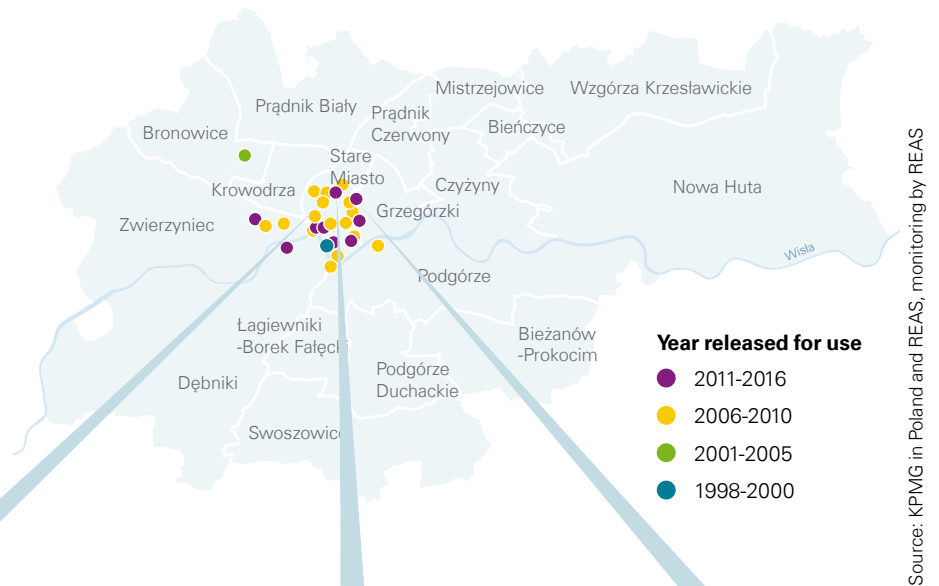 Mistrzejowice
Wzgórza Krzesławickie
Prądnik Biały
Prądnik
Czerwony
Bieńczyce
Bronowice
Stare
Miasto
Krowodrza
Czyżyny
Nowa Huta
Grzegórzki
Zwierzyniec
Wisła
Podgórze
Łagiewniki
-Borek Fałęcki
Bieżanów
-Prokocim
Podgórze
Duchackie
Dębniki
Swoszowice
Year released for use
2011-2016
2006-2010
2001-2005
1998-2000
Source: KPMG in Poland and REAS, monitoring by REAS